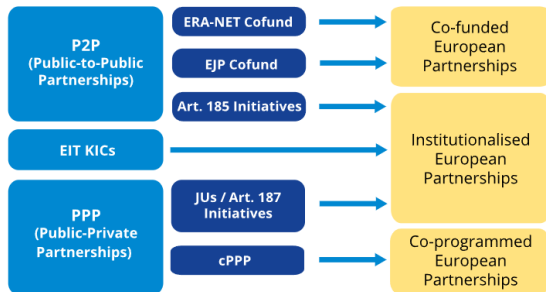 P2P
(Public-to-Public
Partnerships)
ERA-NET Cofund
EJP Cofund
Art. 185 Initiatives
Co-funded
European
Partnerships
EIT KICs
Institutionalised
European
Partnerships
PPP
(Public-Private
Partnerships)
JUs / Art. 187
Initiatives
cPPP
Co-programmed
European
Partnerships